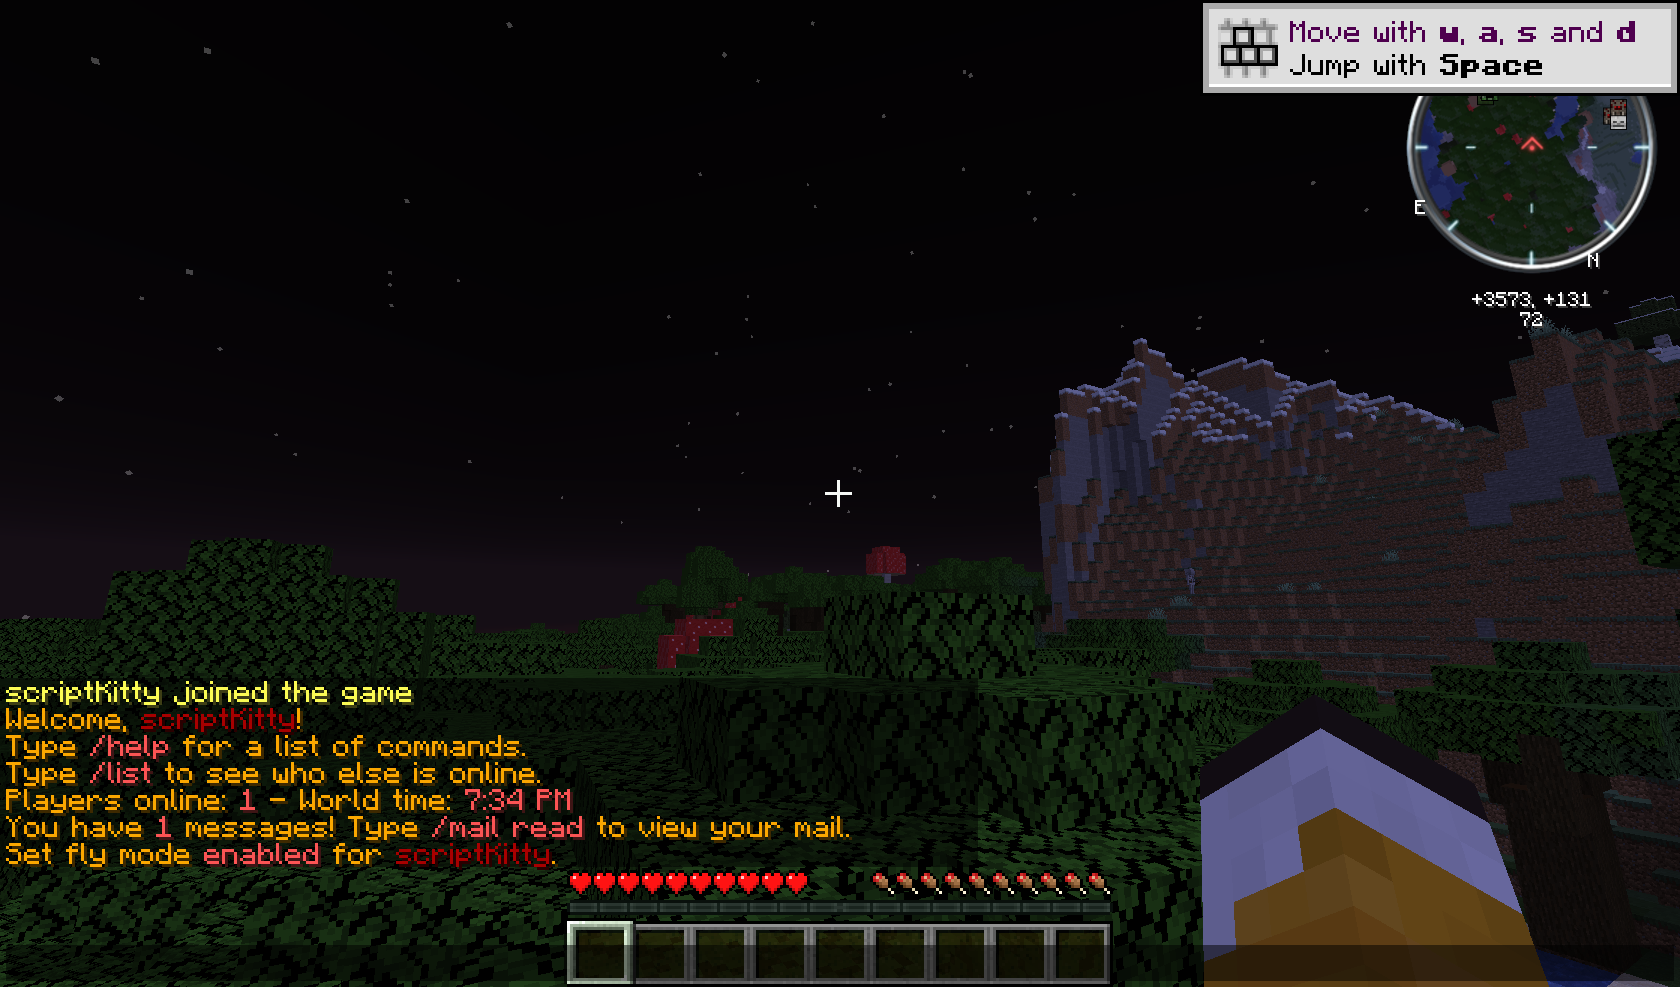 Move with w, a, s and d
Jump with Space
E
N
+3573, +131
72
scriptKitty joined the game
Welcome, scriptKitty!
Type /help for a list of commands.
Type /list to see who else is online.
Players online: 1 - World time: 7:34 PM
You have 1 messages! Type /mail read to view your mail.
Set fly mode enabled for scriptKitty.